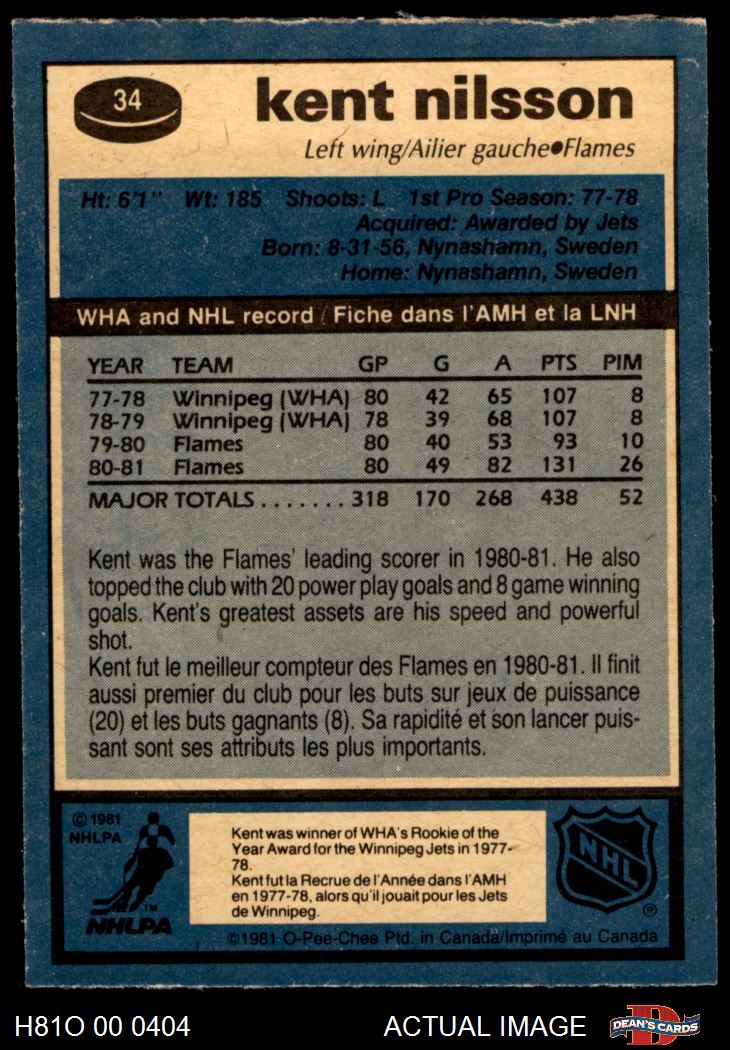 34
kent nilsson
Left wing/Ailier gauche●Flames
Ht: 6'1" Wt: 185 Shoots: L 1st Pro Season: 77-78
Acquired: Awarded by Jets
Born: 8-31-56, Nynashamn, Sweden
Home: Nynashamn, Sweden
WHA and NHL record / Fiche dans l'AMH et la LNH
YEAR TEAM GP G A PTS PIM
77-78 Winnipeg (WHA) 80 42 65 107 8
78-79 Winnipeg (WHA) 78 39 68 107 8
79-80 Flames 80 40 53 93 10
80-81 Flames 80 49 82 131 26
MAJOR TOTALS.......318 170 268 438 52
Kent was the Flames' leading scorer in 1980-81. He also
topped the club with 20 power play goals and 8 game winning
goals. Kent's greatest assets are his speed and powerful
shot.
Kent fut le meilleur compteur des Flames en 1980-81. Il finit
aussi premier du club pour les buts sur jeux de puissance
(20) et les buts gagnants (8). Sa rapidité et son lancer puis-
sant sont ses attributs les plus importants.
© 1981
NHLPA
TM
NHLPA
Kent was winner of WHA's Rookie of the
Year Award for the Winnipeg Jets in 1977-
78.
Kent fut la Recrue de l'Année dans l'AMH
en 1977-78, alors qu'il jouait pour les Jets
de Winnipeg.
NHL
®
©1981 O-Pee-Chee Ptd. in Canada/Imprimé au Canada
H81O 00 0404 ACTUAL IMAGE
D
DEAN'S CARDS